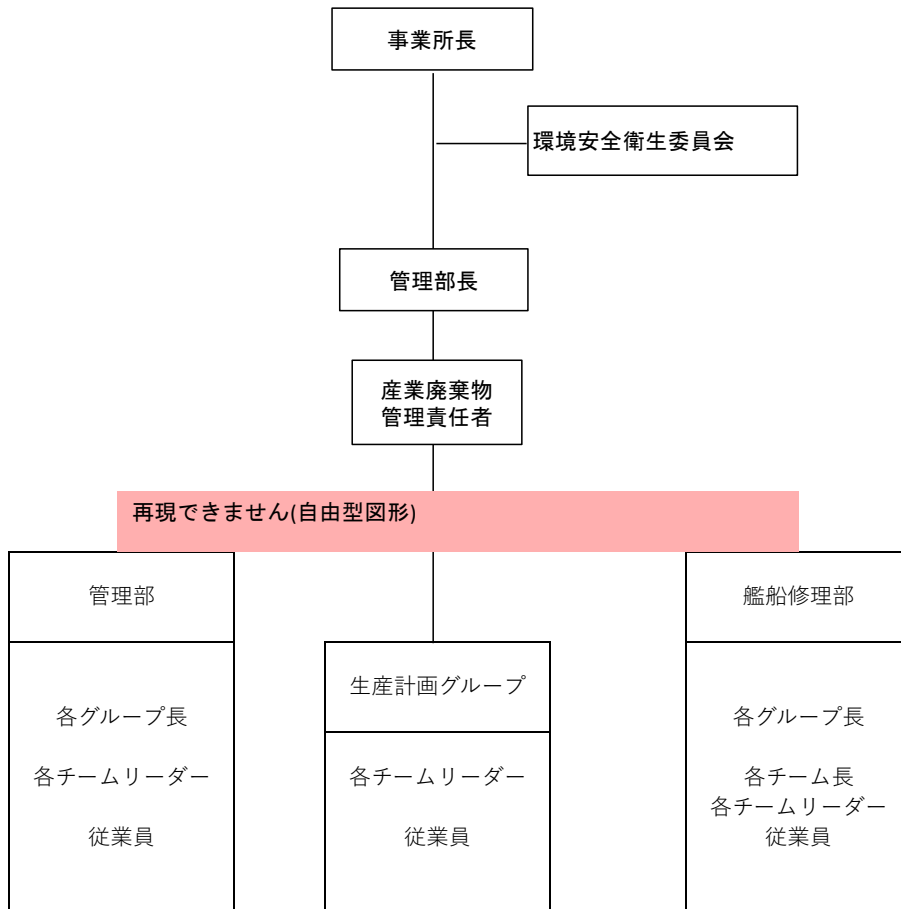 事業所長
環境安全衛生委員会
管理部長
産業廃棄物
管理責任者
再現できません(自由型図形)
管理部
各グループ長
各チームリーダー
従業員
生産計画グループ
各チームリーダー
従業員
艦船修理部
各グループ長
各チーム長
各チームリーダー
従業員